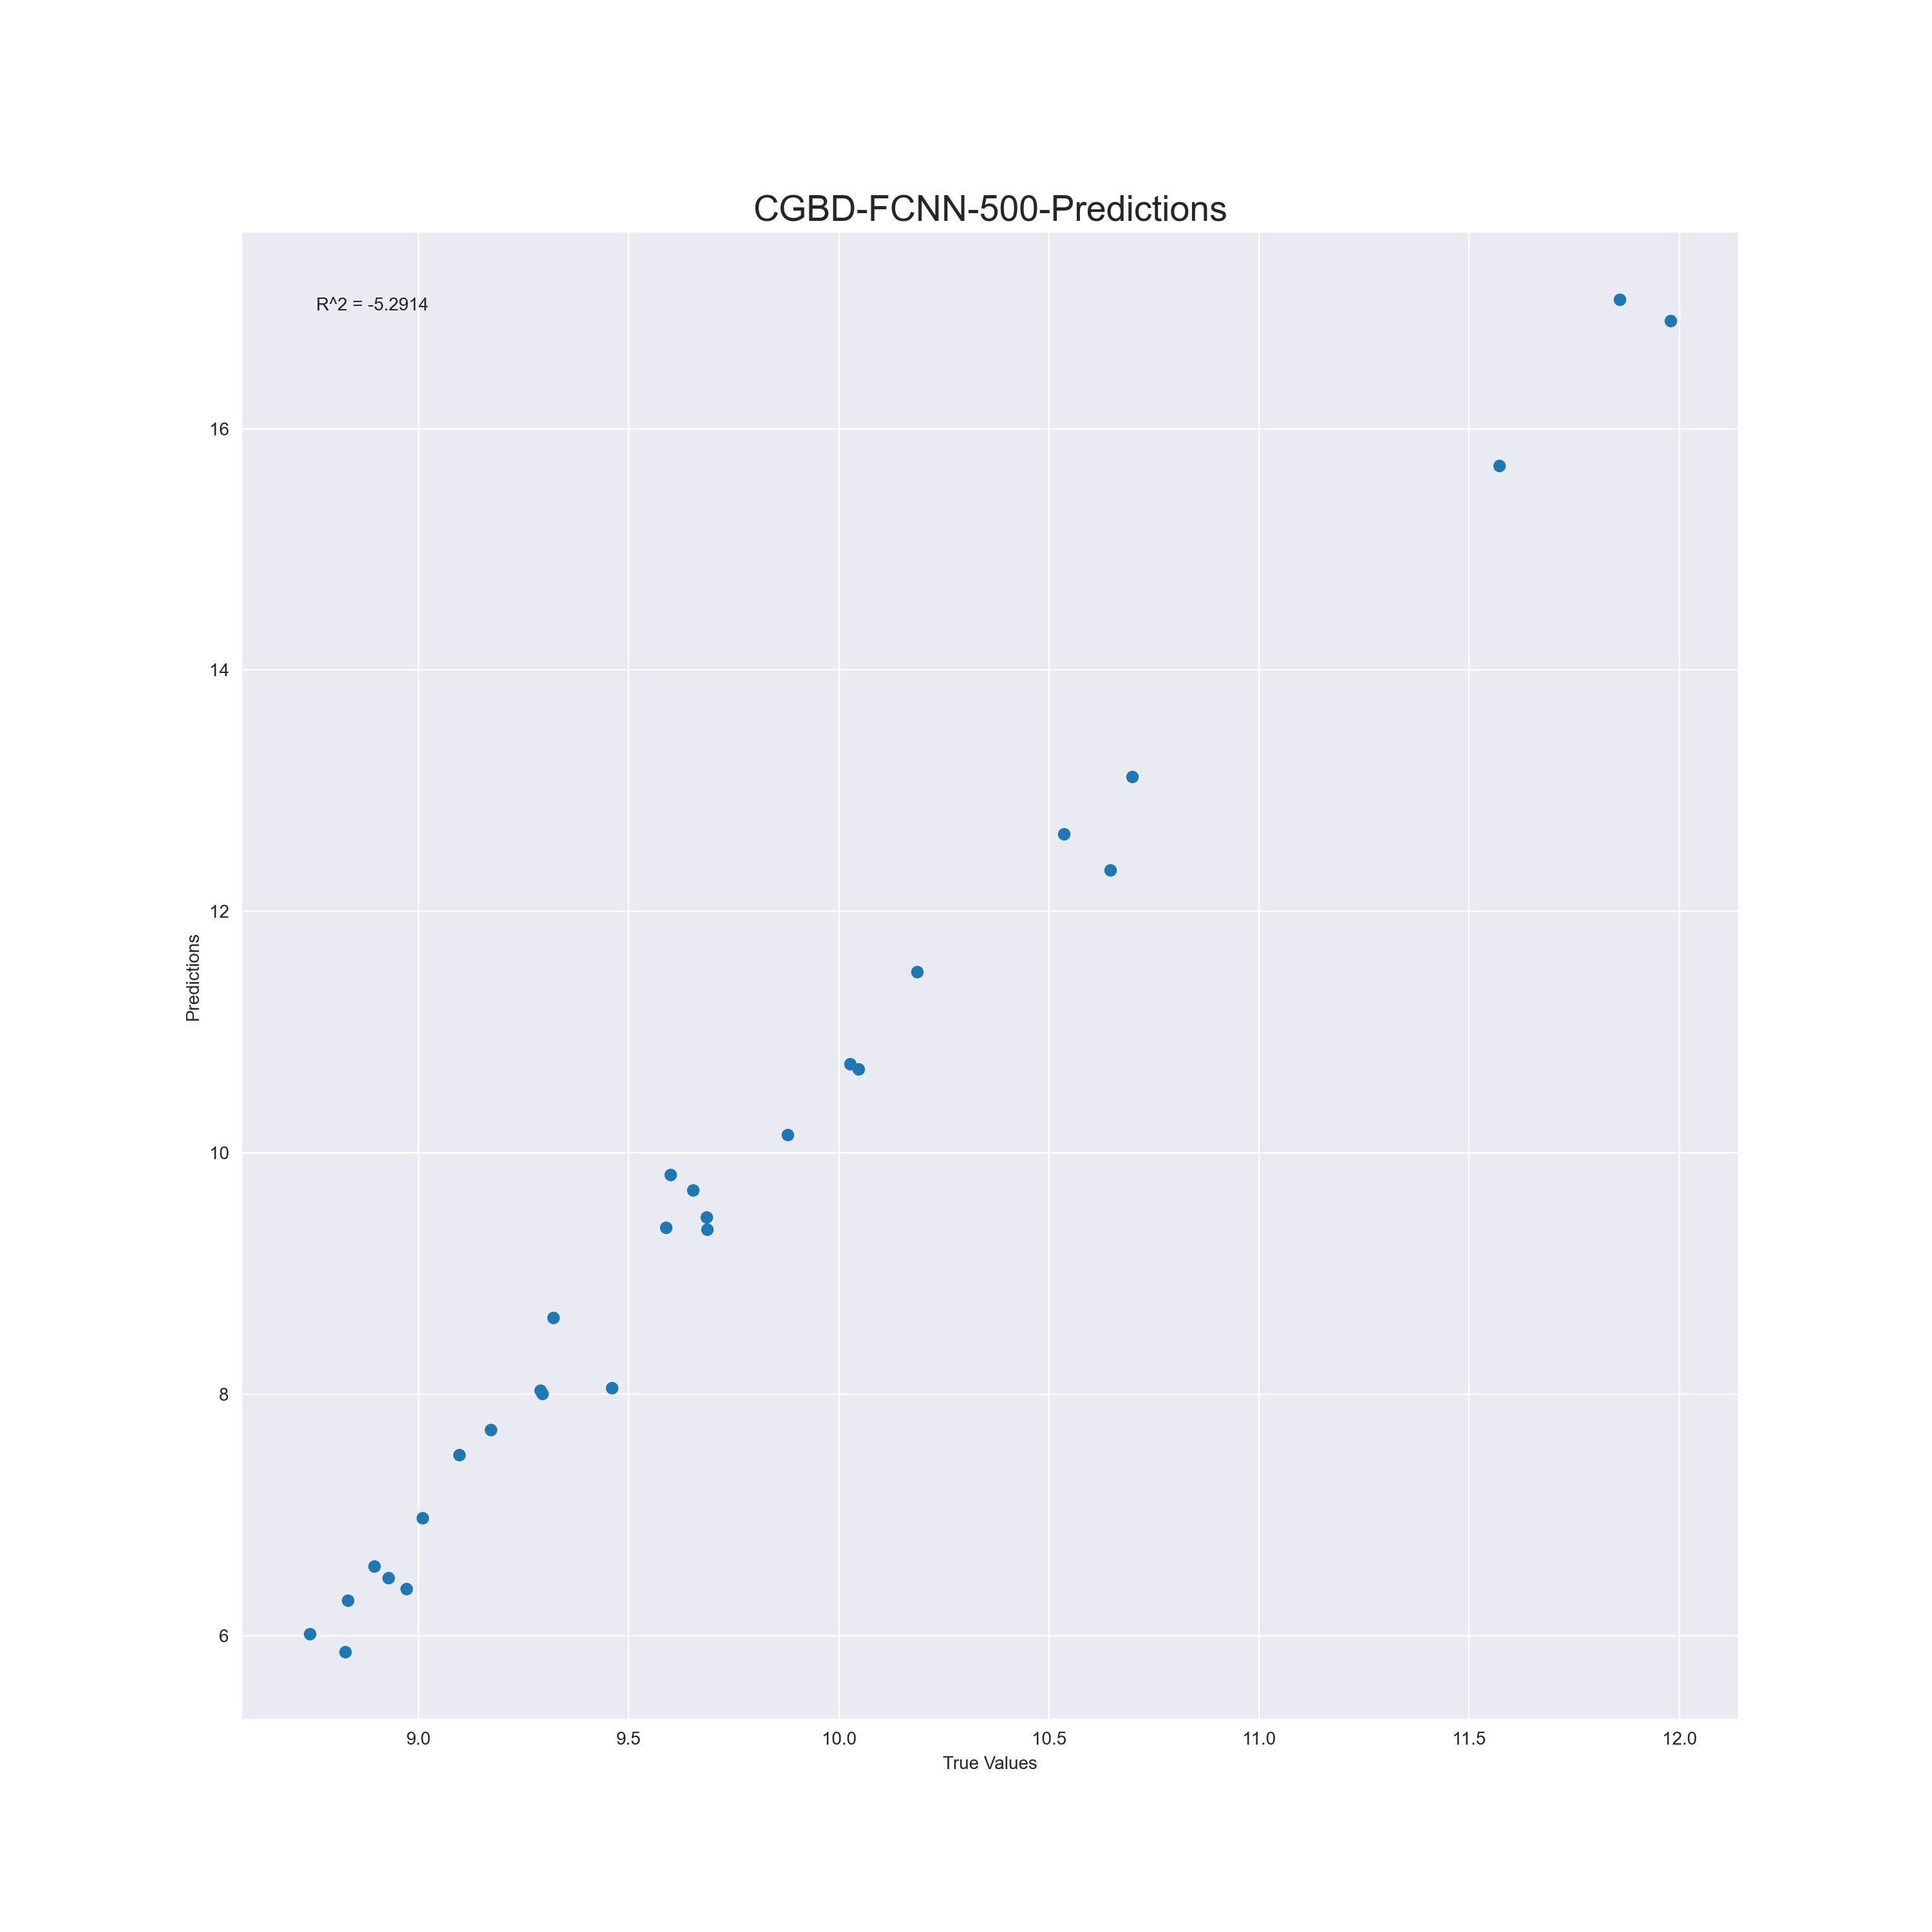 CGBD-FCNN-500-Predictions
R^2 = -5.2914
16
14
12
10
8
6
Predictions
9.0 9.5 10.0 10.5 11.0 11.5 12.0
True Values